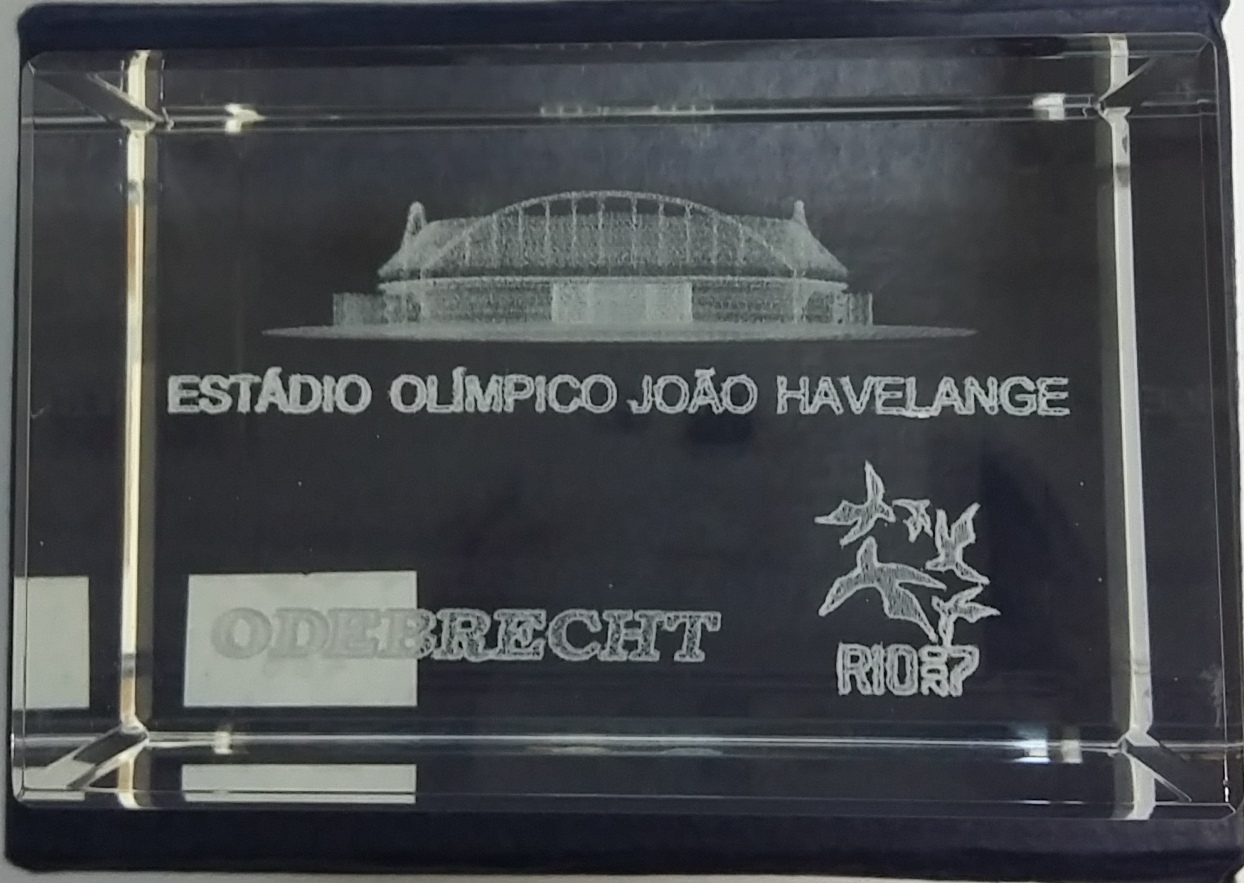 ESTÁDIO OLÍMPICO JOÃO HAVELANGE
ODEBRECHT
RIO2007